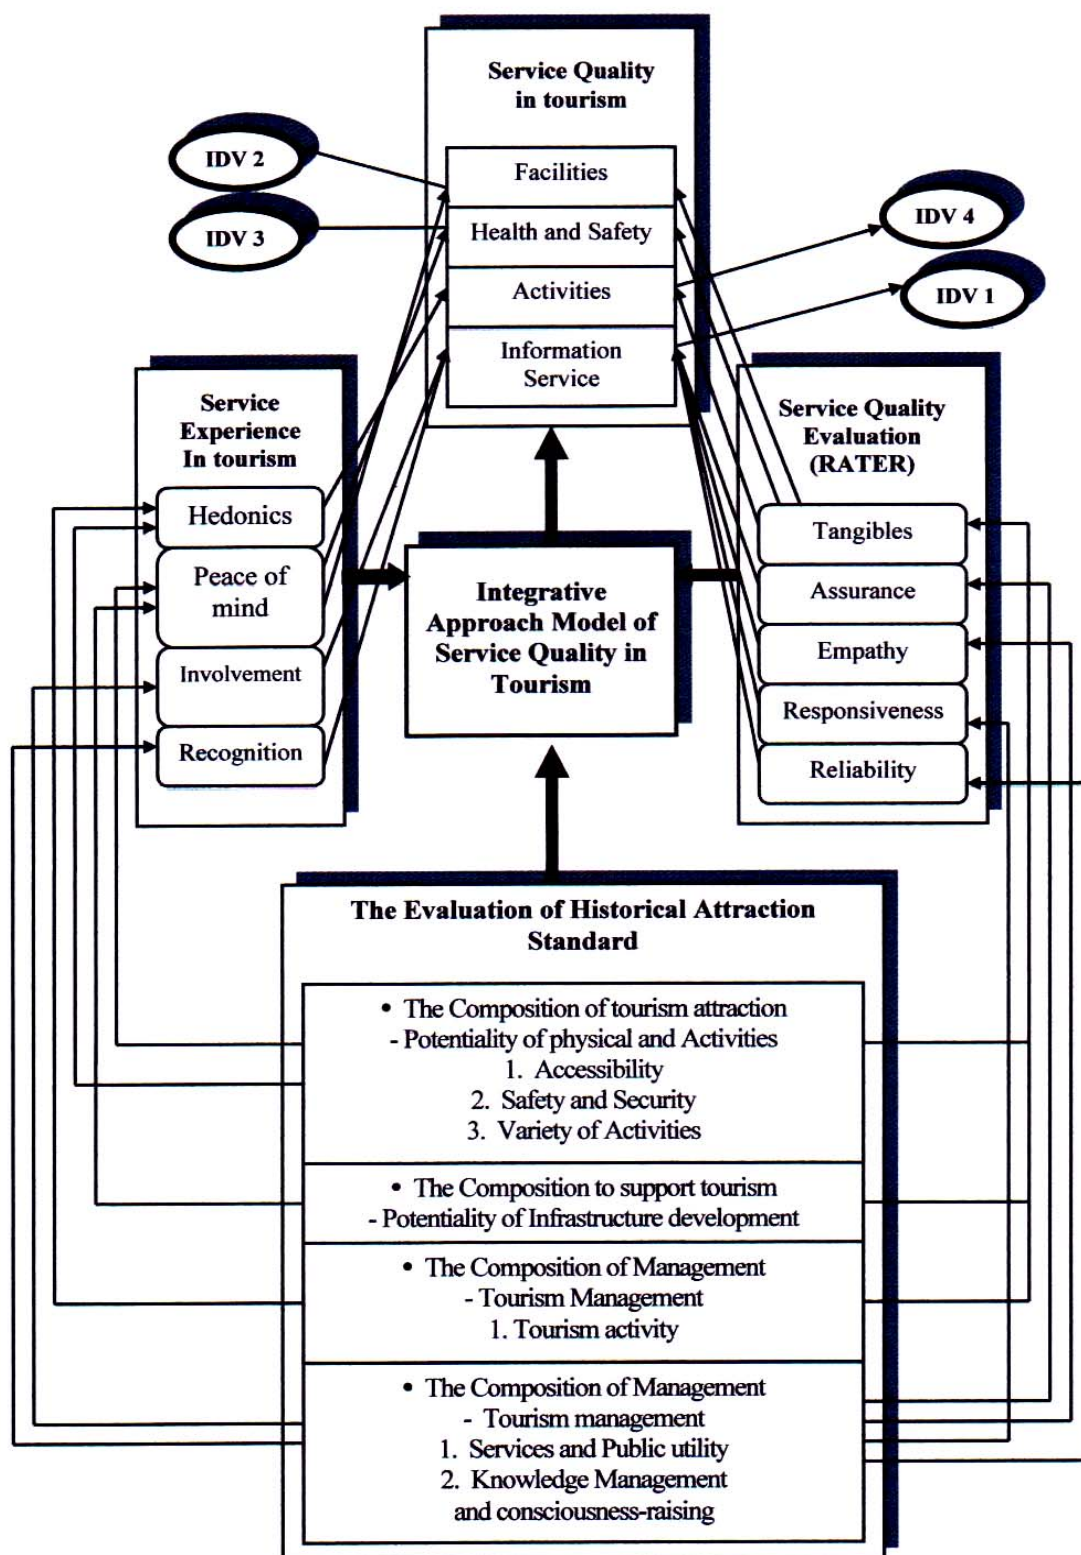 Service Quality
in tourism
Facilities
Health and Safety
Activities
Information
Service
IDV 2
IDV 3
IDV 4
IDV 1
Service
Experience
In tourism
Hedonics
Peace of
mind
Involvement
Recognition
Integrative
Approach Model of
Service Quality in
Tourism
Service Quality
Evaluation
(RATER)
Tangibles
Assurance
Empathy
Responsiveness
Reliability
The Evaluation of Historical Attraction
Standard
• The Composition of tourism attraction
- Potentiality of physical and Activities
1. Accessibility
2. Safety and Security
3. Variety of Activities
• The Composition to support tourism
- Potentiality of Infrastructure development
• The Composition of Management
- Tourism Management
1. Tourism activity
• The Composition of Management
- Tourism management
1. Services and Public utility
2. Knowledge Management
and consciousness-raising